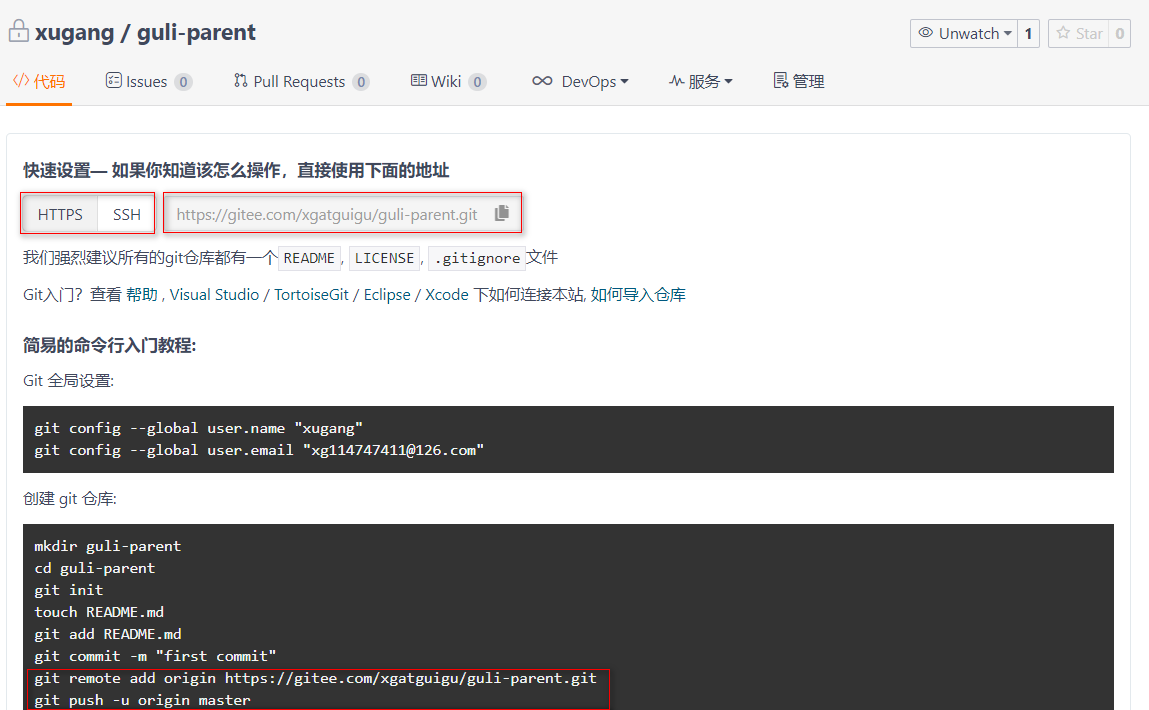 xugang / guli-parent
Unwatch 1 Star 0
代码 Issues 0 Pull Requests 0 Wiki 0 DevOps 服务 管理
快速设置— 如果你知道该怎么操作，直接使用下面的地址
HTTPS SSH https://gitee.com/xgatguigu/guli-parent.git
我们强烈建议所有的git仓库都有一个 README, LICENSE, .gitignore文件
Git入门？查看 帮助 , Visual Studio / TortoiseGit / Eclipse / Xcode 下如何连接本站, 如何导入仓库
简易的命令行入门教程:
Git 全局设置:
git config --global user.name "xugang"
git config --global user.email "xg114747411@126.com"
创建 git 仓库:
mkdir guli-parent
cd guli-parent
git init
touch README.md
git add README.md
git commit -m "first commit"
git remote add origin https://gitee.com/xgatguigu/guli-parent.git
git push -u origin master